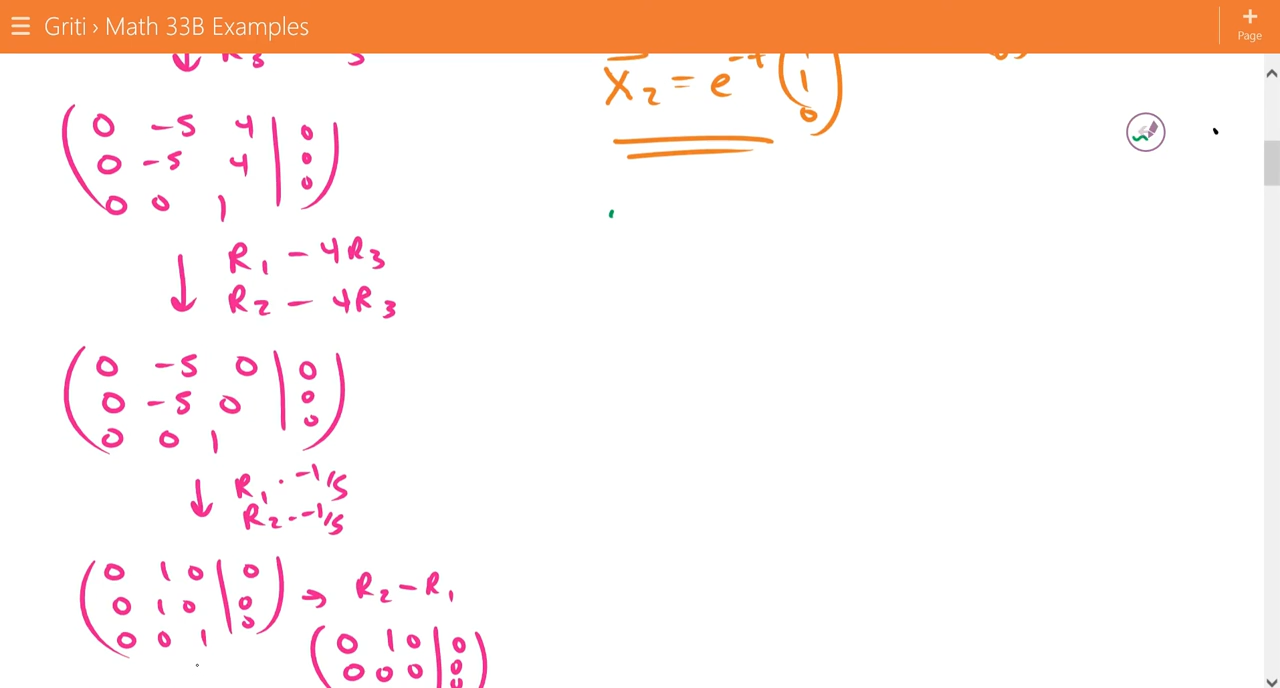 Griti › Math 33B Examples
Page
0 -5 4 | 0
0 -5 4 | 0
0 0 1 | 0
↓ R1 - 4R3
R2 - 4R3
0 -5 0 | 0
0 -5 0 | 0
0 0 1 | 0
↓ R1 · -1/5
R2 · -1/5
0 1 0 | 0
0 1 0 | 0
0 0 1 | 0
→ R2 - R1
0 1 0 | 0
0 0 0 | 0
X2 = e^-t
1
0